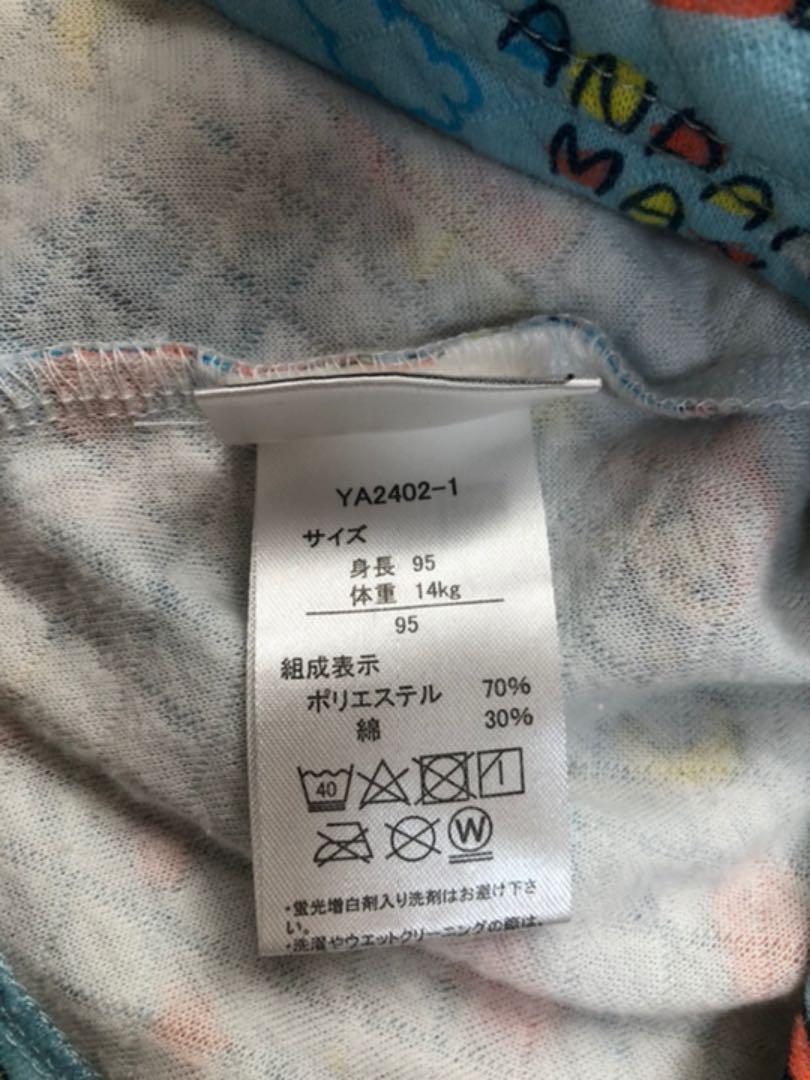 ANPA
MA
YA2402-1
サイズ
身長 95
体重 14kg
95
組成表示
ポリエステル 70%
綿 30%
40
W
・蛍光増白剤入り洗剤はお避け下さ
い。
・洗濯やウエットクリーニングの際は、